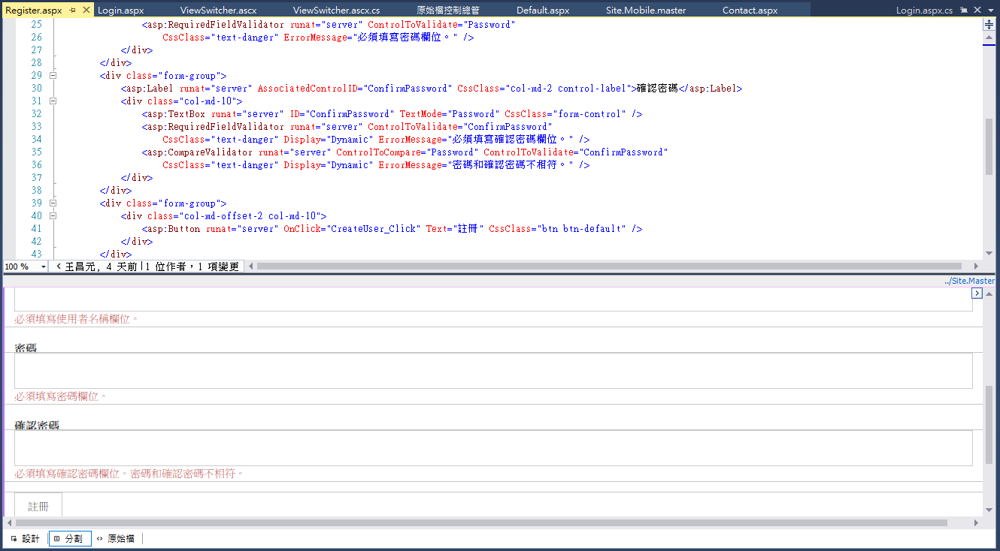 Register.aspx Login.aspx ViewSwitcher.ascx ViewSwitcher.ascx.cs 原始檔控制總管 Default.aspx Site.Mobile.master Contact.aspx Login.aspx.cs
25 <asp:RequiredFieldValidator runat="server" ControlToValidate="Password"
26 CssClass="text-danger" ErrorMessage="必須填寫密碼欄位。" />
27 </div>
28 </div>
29 <div class="form-group">
30 <asp:Label runat="server" AssociatedControlID="ConfirmPassword" CssClass="col-md-2 control-label">確認密碼</asp:Label>
31 <div class="col-md-10">
32 <asp:TextBox runat="server" ID="ConfirmPassword" TextMode="Password" CssClass="form-control" />
33 <asp:RequiredFieldValidator runat="server" ControlToValidate="ConfirmPassword"
34 CssClass="text-danger" Display="Dynamic" ErrorMessage="必須填寫確認密碼欄位。" />
35 <asp:CompareValidator runat="server" ControlToCompare="Password" ControlToValidate="ConfirmPassword"
36 CssClass="text-danger" Display="Dynamic" ErrorMessage="密碼和確認密碼不相符。" />
37 </div>
38 </div>
39 <div class="form-group">
40 <div class="col-md-offset-2 col-md-10">
41 <asp:Button runat="server" OnClick="CreateUser_Click" Text="註冊" CssClass="btn btn-default" />
42 </div>
43 </div>
100 % 王昌元, 4 天前|1 位作者，1 項變更
../Site.Master
必須填寫使用者名稱欄位。
密碼
必須填寫密碼欄位。
確認密碼
必須填寫確認密碼欄位。密碼和確認密碼不相符。
註冊
設計 分割 原始檔